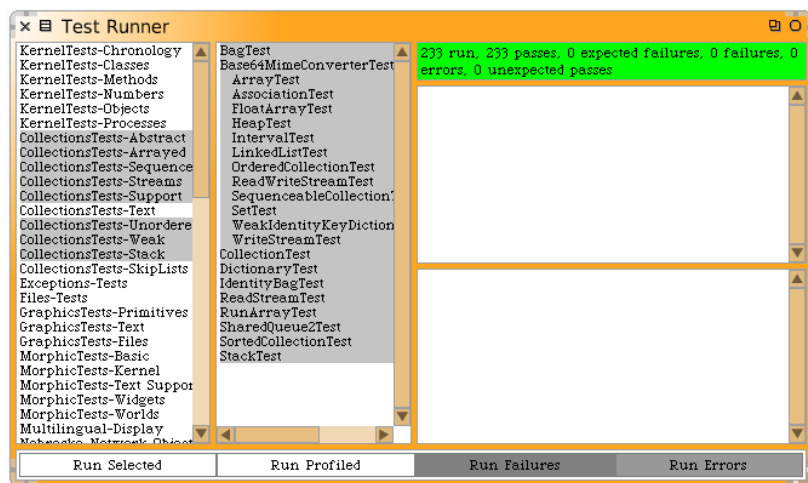 Test Runner
KernelTests-Chronology
KernelTests-Classes
KernelTests-Methods
KernelTests-Numbers
KernelTests-Objects
KernelTests-Processes
CollectionsTests-Abstract
CollectionsTests-Arrayed
CollectionsTests-Sequence
CollectionsTests-Streams
CollectionsTests-Support
CollectionsTests-Text
CollectionsTests-Unordere
CollectionsTests-Weak
CollectionsTests-Stack
CollectionsTests-SkipLists
Exceptions-Tests
Files-Tests
GraphicsTests-Primitives
GraphicsTests-Text
GraphicsTests-Files
MorphicTests-Basic
MorphicTests-Kernel
MorphicTests-Text Suppor
MorphicTests-Widgets
MorphicTests-Worlds
Multilingual-Display
BagTest
Base64MimeConverterTest
ArrayTest
AssociationTest
FloatArrayTest
HeapTest
IntervalTest
LinkedListTest
OrderedCollectionTest
ReadWriteStreamTest
SequenceableCollection
SetTest
WeakIdentityKeyDiction
WriteStreamTest
CollectionTest
DictionaryTest
IdentityBagTest
ReadStreamTest
RunArrayTest
SharedQueue2Test
SortedCollectionTest
StackTest
233 run, 233 passes, 0 expected failures, 0 failures, 0
errors, 0 unexpected passes
Run Selected
Run Profiled
Run Failures
Run Errors